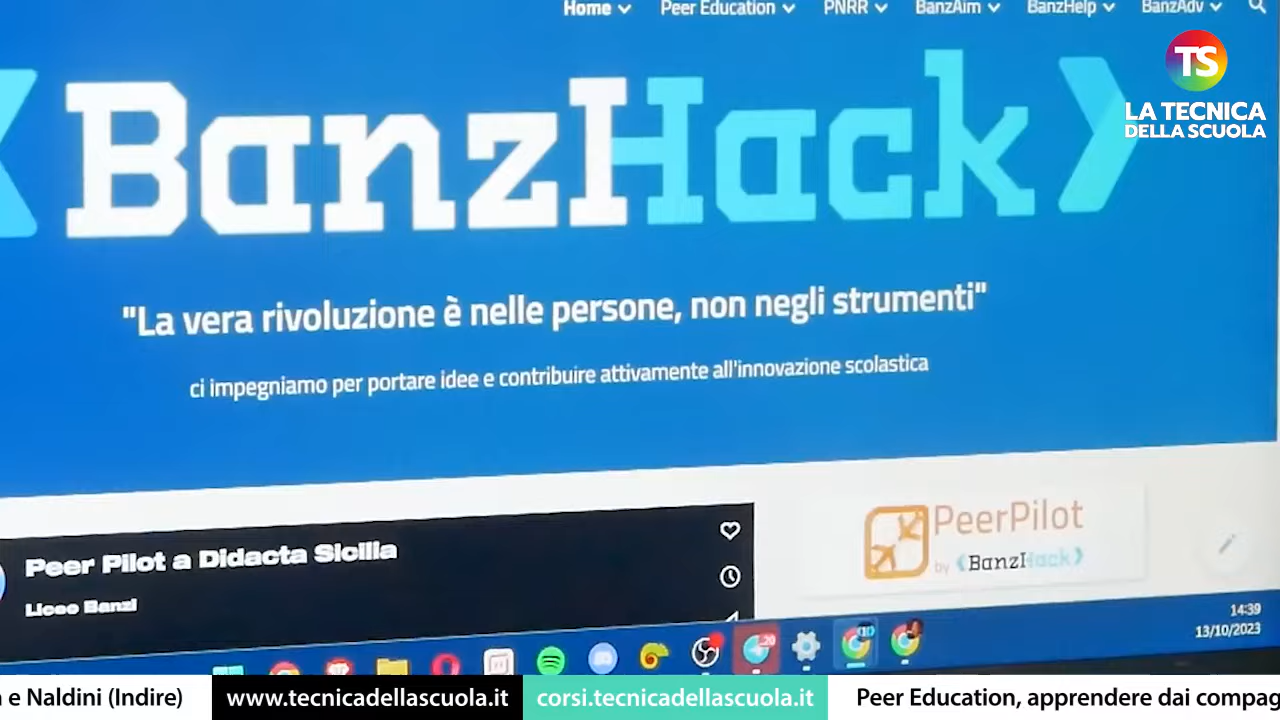 Home Peer Education PNRR BanzAim BanzHelp BanzAdv
TS
LA TECNICA
DELLA SCUOLA
BanzHack
"La vera rivoluzione è nelle persone, non negli strumenti"
ci impegniamo per portare idee e contribuire attivamente all'innovazione scolastica
Peer Pilot a Didacta Sicilia
Liceo Banzi
PeerPilot
by BanzHack
20
14:39
13/10/2023
e Naldini (Indire) www.tecnicadellascuola.it corsi.tecnicadellascuola.it Peer Education, apprendere dai compag